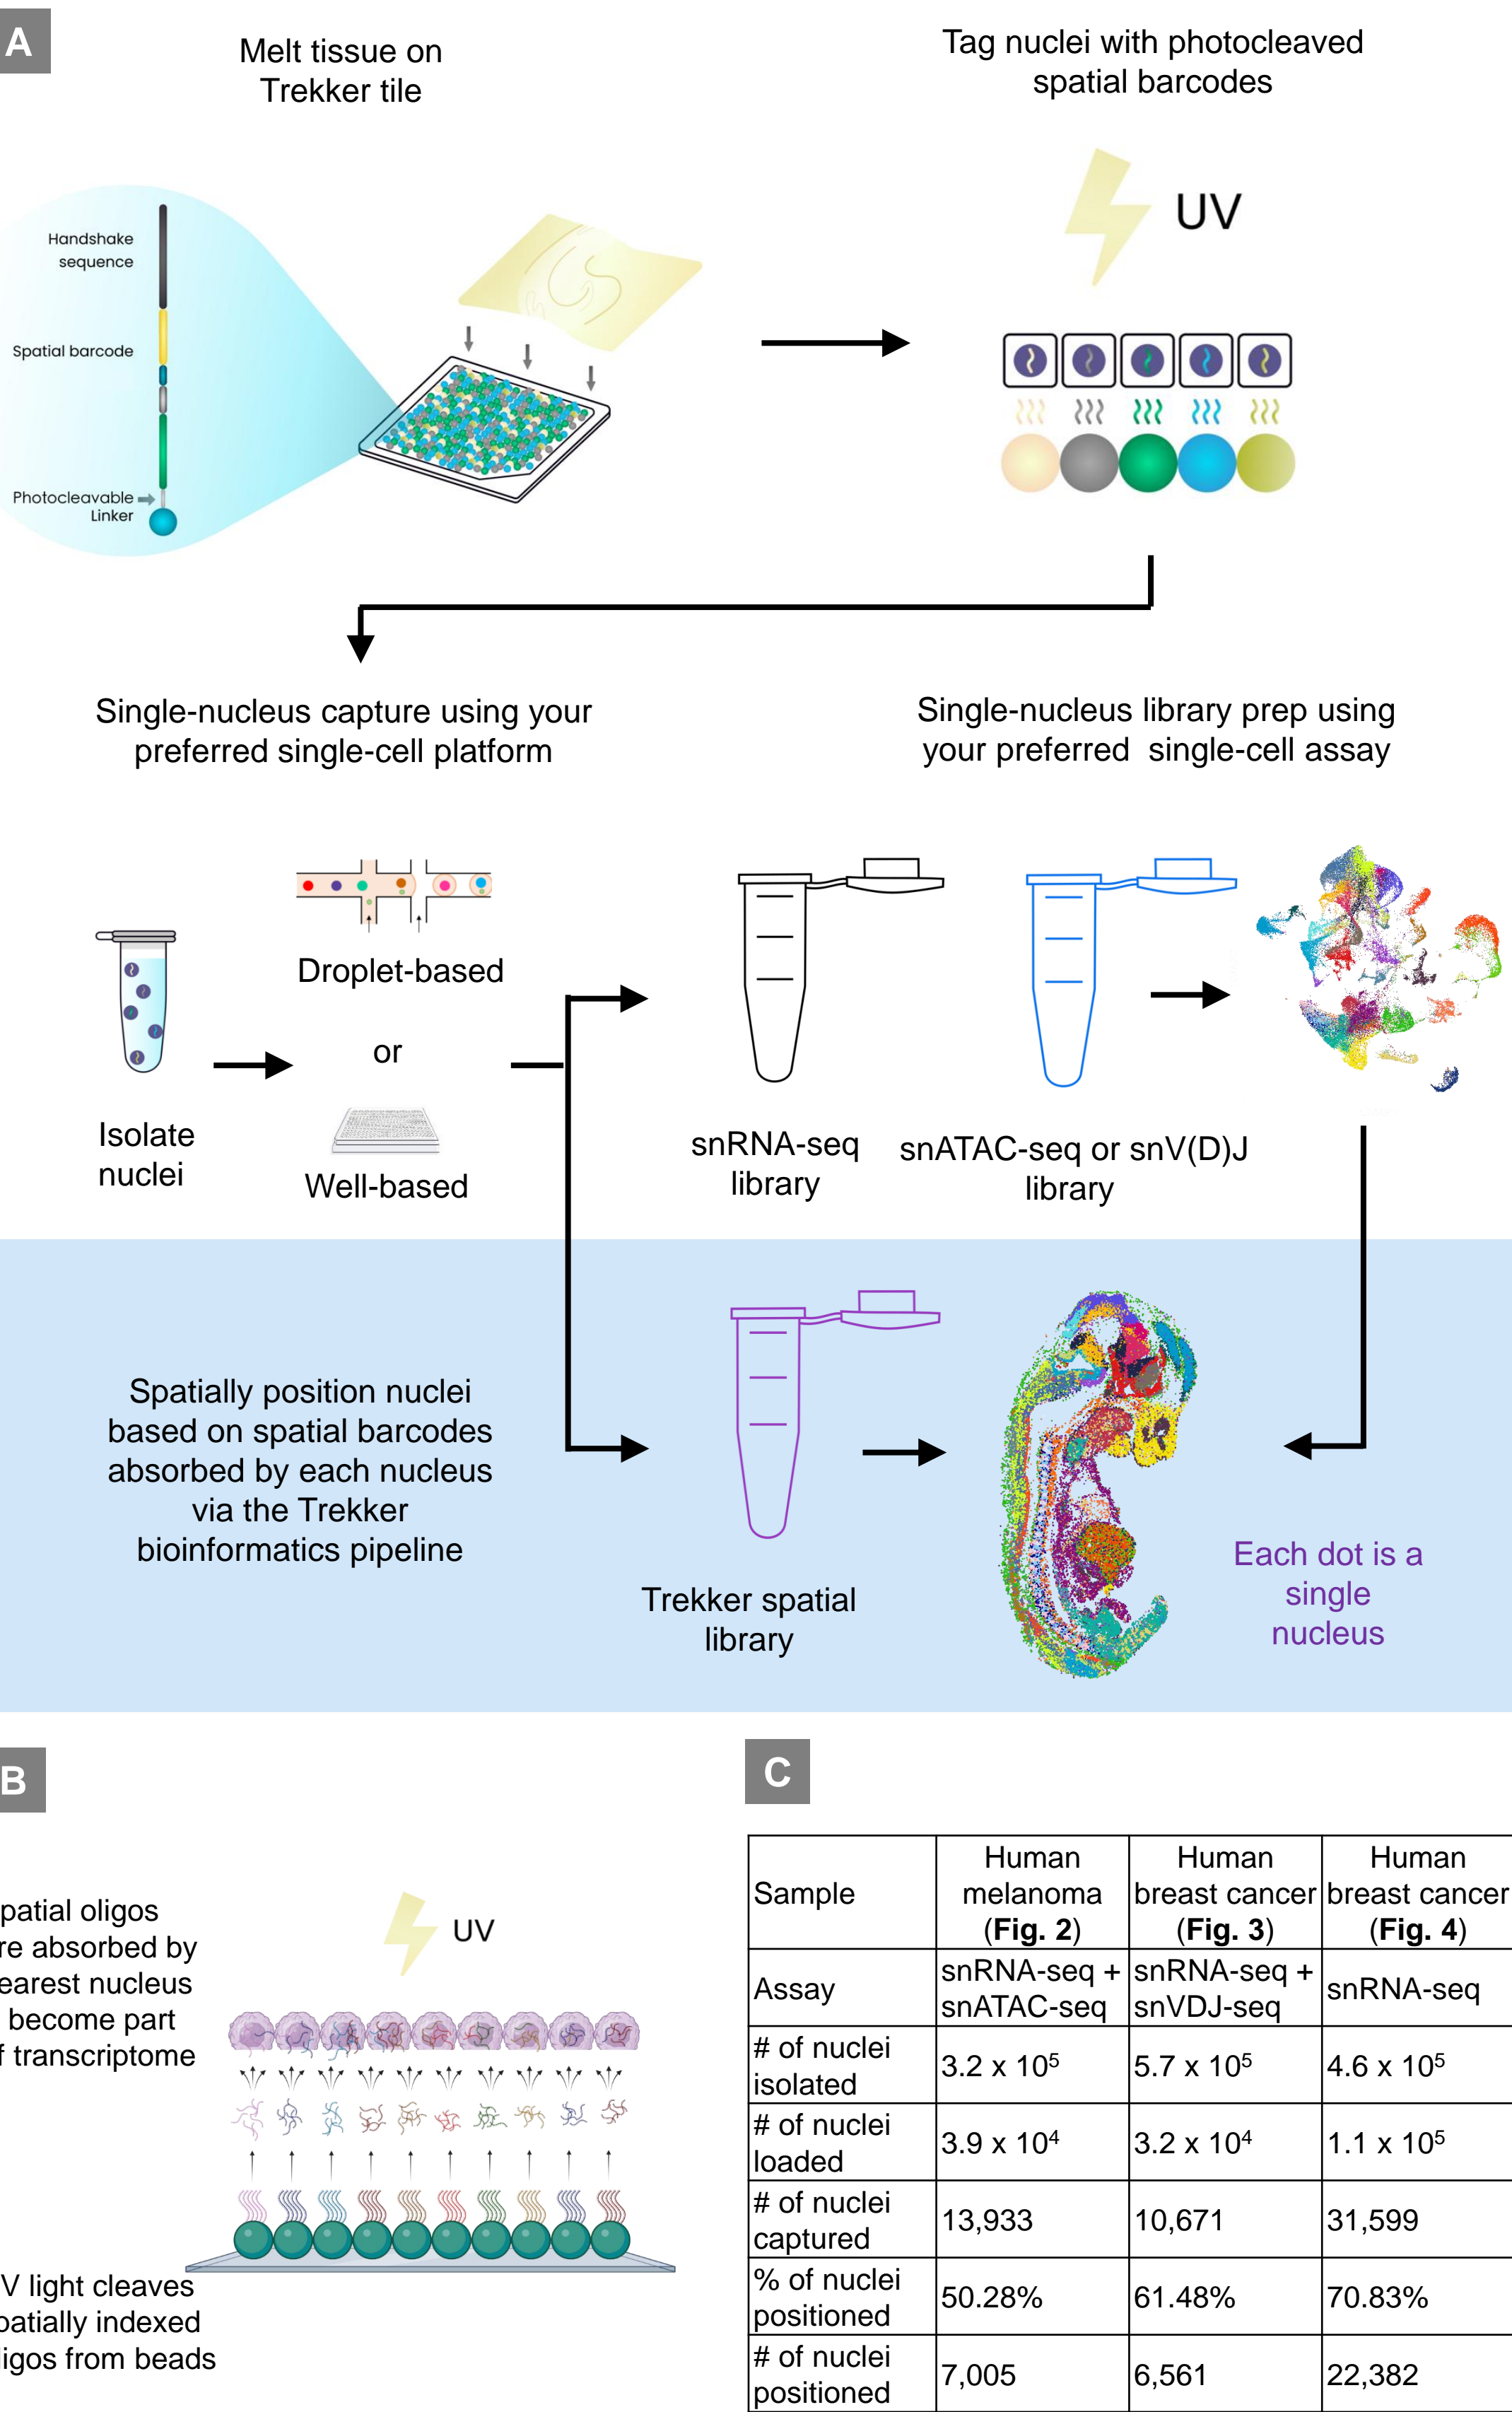 A
Melt tissue on
Trekker tile
Tag nuclei with photocleaved
spatial barcodes
Handshake
sequence
Spatial barcode
Photocleavable
Linker
UV
Single-nucleus capture using your
preferred single-cell platform
Single-nucleus library prep using
your preferred single-cell assay
Droplet-based
or
Well-based
Isolate
nuclei
snRNA-seq
library
snATAC-seq or snV(D)J
library
Spatially position nuclei
based on spatial barcodes
absorbed by each nucleus
via the Trekker
bioinformatics pipeline
Trekker spatial
library
Each dot is a
single
nucleus
B
patial oligos
re absorbed by
earest nucleus
become part
f transcriptome
UV
V light cleaves
patially indexed
ligos from beads
C
Sample
Human
melanoma
(Fig. 2)
Human
breast cancer
(Fig. 3)
Human
breast cancer
(Fig. 4)
Assay
snRNA-seq +
snATAC-seq
snRNA-seq +
snVDJ-seq
snRNA-seq
# of nuclei
isolated
3.2 x 10⁵
5.7 x 10⁵
4.6 x 10⁵
# of nuclei
loaded
3.9 x 10⁴
3.2 x 10⁴
1.1 x 10⁵
# of nuclei
captured
13,933
10,671
31,599
% of nuclei
positioned
50.28%
61.48%
70.83%
# of nuclei
positioned
7,005
6,561
22,382